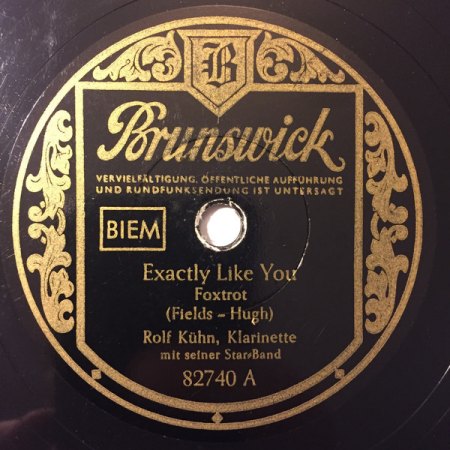 B
Brunswick
VERVIELFÄLTIGUNG, ÖFFENTLICHE AUFFÜHRUNG
UND RUNDFUNKSENDUNG IST UNTERSAGT
BIEM
Exactly Like You
Foxtrot
(Fields - Hugh)
Rolf Kühn, Klarinette
mit seiner Star-Band
82740 A